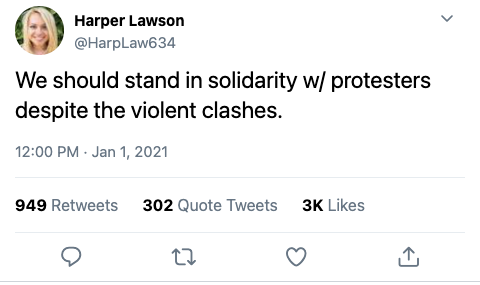 Harper Lawson
@HarpLaw634
We should stand in solidarity w/ protesters
despite the violent clashes.
12:00 PM · Jan 1, 2021
949 Retweets 302 Quote Tweets 3K Likes